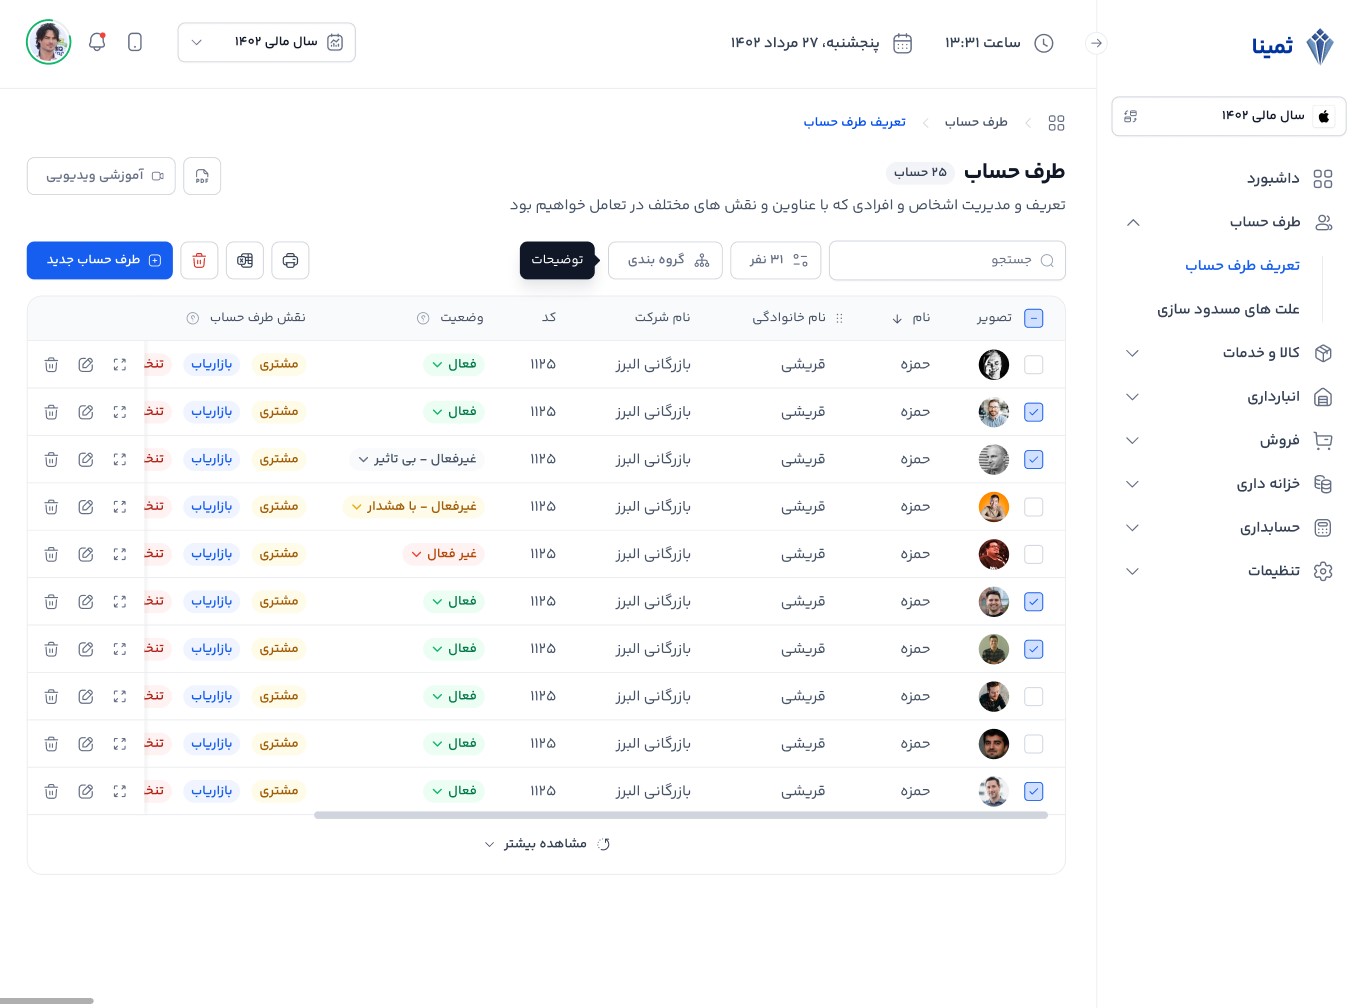 ثمینا
سال مالی ۱۴۰۲
داشبورد
طرف حساب
تعریف طرف حساب
علت های مسدود سازی
کالا و خدمات
انبارداری
فروش
خزانه داری
حسابداری
تنظیمات
ساعت ۱۳:۳۱
پنجشنبه، ۲۷ مرداد ۱۴۰۲
سال مالی ۱۴۰۲
طرف حساب
تعریف طرف حساب
طرف حساب ۲۵ حساب
تعریف و مدیریت اشخاص و افرادی که با عناوین و نقش های مختلف در تعامل خواهیم بود
PDF
آموزشی ویدیویی
جستجو
۳۱ نفر
گروه بندی
توضیحات
طرف حساب جدید
تصویر نام نام خانوادگی نام شرکت کد وضعیت نقش طرف حساب
حمزه قریشی بازرگانی البرز ۱۱۲۵ فعال مشتری بازاریاب تنخ
حمزه قریشی بازرگانی البرز ۱۱۲۵ فعال مشتری بازاریاب تنخ
حمزه قریشی بازرگانی البرز ۱۱۲۵ غیرفعال - بی تاثیر مشتری بازاریاب تنخ
حمزه قریشی بازرگانی البرز ۱۱۲۵ غیرفعال - با هشدار مشتری بازاریاب تنخ
حمزه قریشی بازرگانی البرز ۱۱۲۵ غیر فعال مشتری بازاریاب تنخ
حمزه قریشی بازرگانی البرز ۱۱۲۵ فعال مشتری بازاریاب تنخ
حمزه قریشی بازرگانی البرز ۱۱۲۵ فعال مشتری بازاریاب تنخ
حمزه قریشی بازرگانی البرز ۱۱۲۵ فعال مشتری بازاریاب تنخ
حمزه قریشی بازرگانی البرز ۱۱۲۵ فعال مشتری بازاریاب تنخ
حمزه قریشی بازرگانی البرز ۱۱۲۵ فعال مشتری بازاریاب تنخ
مشاهده بیشتر